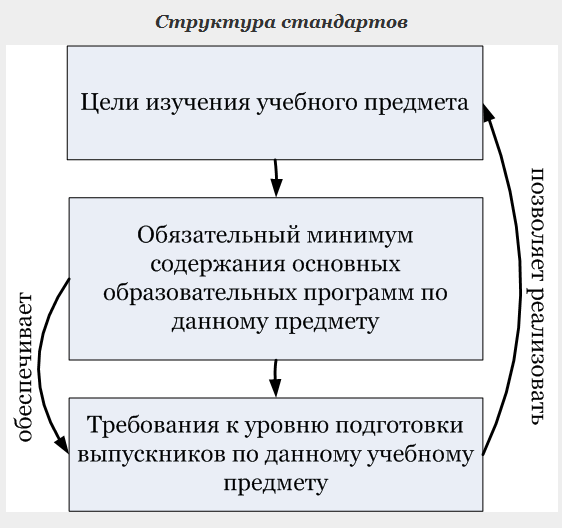 Структура стандартов
Цели изучения учебного предмета
Обязательный минимум
содержания основных
образовательных программ по
данному предмету
обеспечивает
позволяет реализовать
Требования к уровню подготовки
выпускников по данному учебному
предмету